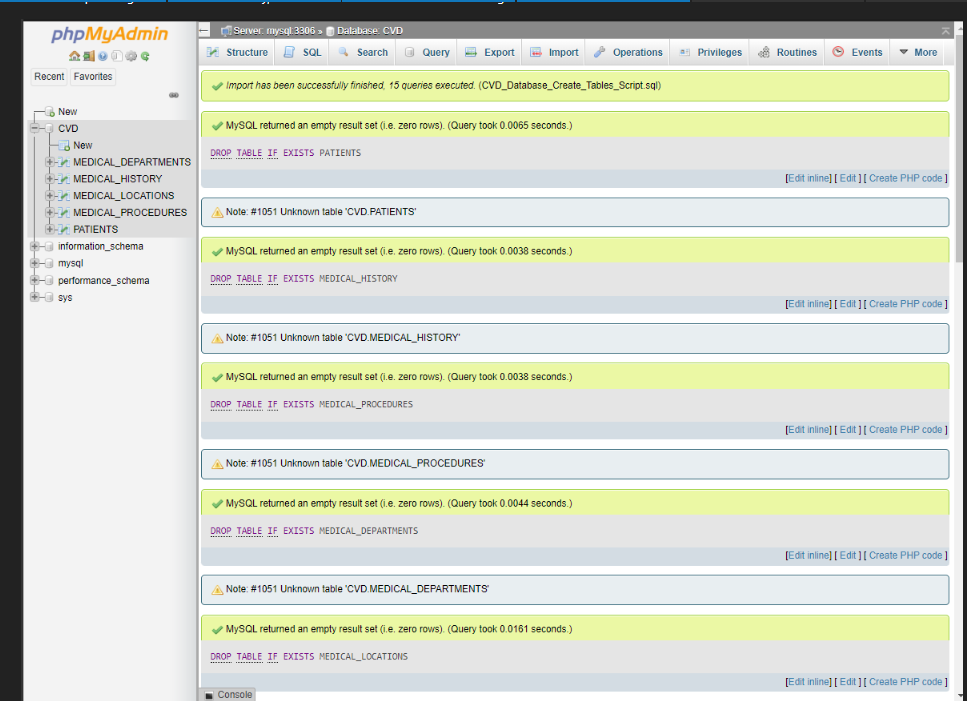 phpMyAdmin
Recent Favorites
New
CVD
New
MEDICAL_DEPARTMENTS
MEDICAL_HISTORY
MEDICAL_LOCATIONS
MEDICAL_PROCEDURES
PATIENTS
information_schema
mysql
performance_schema
sys
Server: mysql:3306 » Database: CVD
Structure SQL Search Query Export Import Operations Privileges Routines Events More
Import has been successfully finished, 15 queries executed. (CVD_Database_Create_Tables_Script.sql)
MySQL returned an empty result set (i.e. zero rows). (Query took 0.0065 seconds.)
DROP TABLE IF EXISTS PATIENTS
[Edit inline] [ Edit ] [ Create PHP code ]
Note: #1051 Unknown table 'CVD.PATIENTS'
MySQL returned an empty result set (i.e. zero rows). (Query took 0.0038 seconds.)
DROP TABLE IF EXISTS MEDICAL_HISTORY
[Edit inline] [ Edit ] [ Create PHP code ]
Note: #1051 Unknown table 'CVD.MEDICAL_HISTORY'
MySQL returned an empty result set (i.e. zero rows). (Query took 0.0038 seconds.)
DROP TABLE IF EXISTS MEDICAL_PROCEDURES
[Edit inline] [ Edit ] [ Create PHP code ]
Note: #1051 Unknown table 'CVD.MEDICAL_PROCEDURES'
MySQL returned an empty result set (i.e. zero rows). (Query took 0.0044 seconds.)
DROP TABLE IF EXISTS MEDICAL_DEPARTMENTS
[Edit inline] [ Edit ] [ Create PHP code ]
Note: #1051 Unknown table 'CVD.MEDICAL_DEPARTMENTS'
MySQL returned an empty result set (i.e. zero rows). (Query took 0.0161 seconds.)
DROP TABLE IF EXISTS MEDICAL_LOCATIONS
[Edit inline] [ Edit ] [ Create PHP code ]
Console